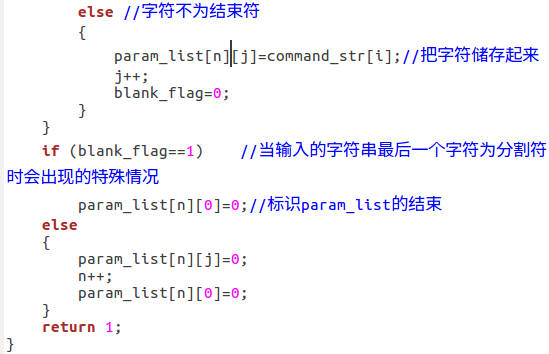 else //字符不为结束符
{
param_list[n][j]=command_str[i];//把字符储存起来
j++;
blank_flag=0;
}
}
if (blank_flag==1) //当输入的字符串最后一个字符为分割符
时会出现的特殊情况
param_list[n][0]=0;//标识param_list的结束
else
{
param_list[n][j]=0;
n++;
param_list[n][0]=0;
}
return 1;
}